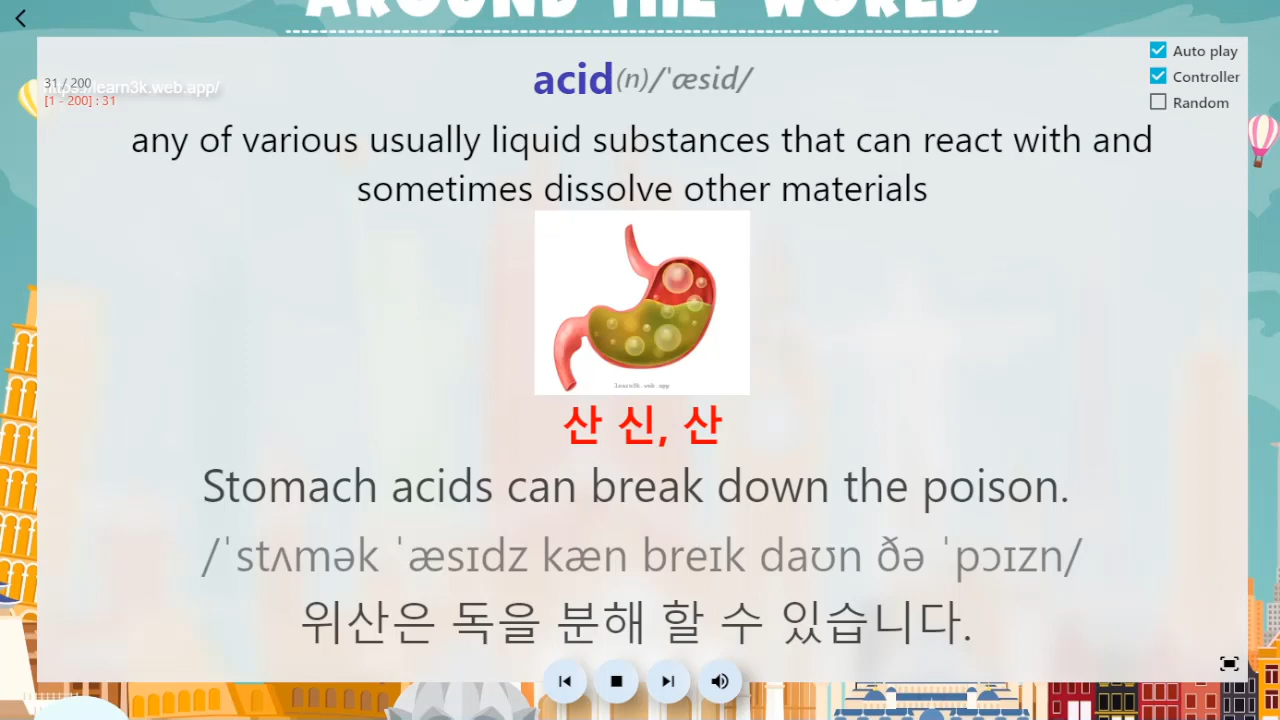 AROUND THE WORLD
Auto play
Controller
Random
31 / 200
https://learn3k.web.app/
[1 - 200] : 31
acid(n)/ˈæsid/
any of various usually liquid substances that can react with and
sometimes dissolve other materials
learn3k.web.app
산 신, 산
Stomach acids can break down the poison.
/ˈstʌmək ˈæsɪdz kæn breɪk daʊn ðə ˈpɔɪzn/
위산은 독을 분해 할 수 있습니다.